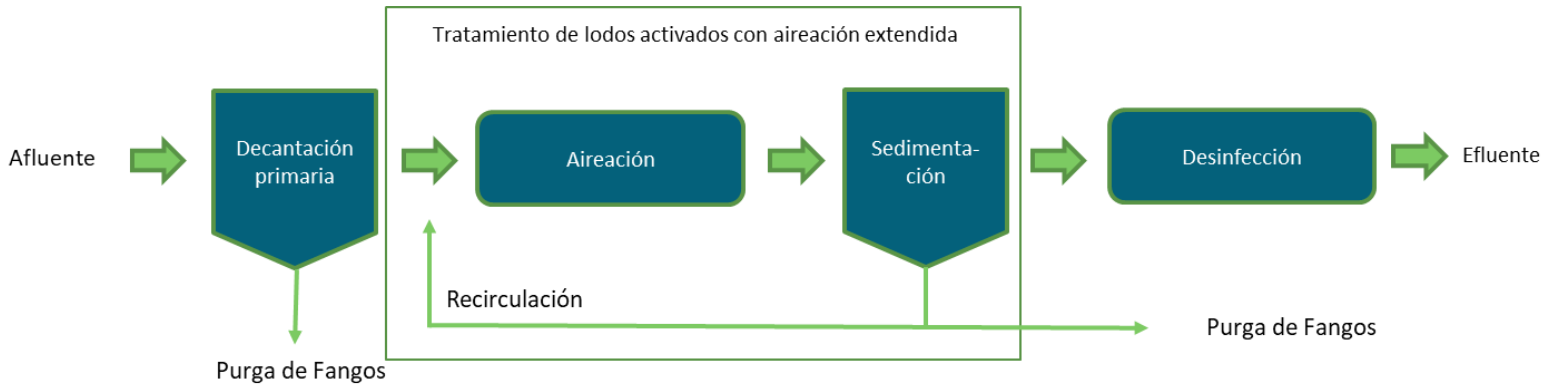 Tratamiento de lodos activados con aireación extendida
Afluente
Decantación
primaria
Aireación
Sedimenta-
ción
Desinfección
Efluente
Recirculación
Purga de Fangos
Purga de Fangos